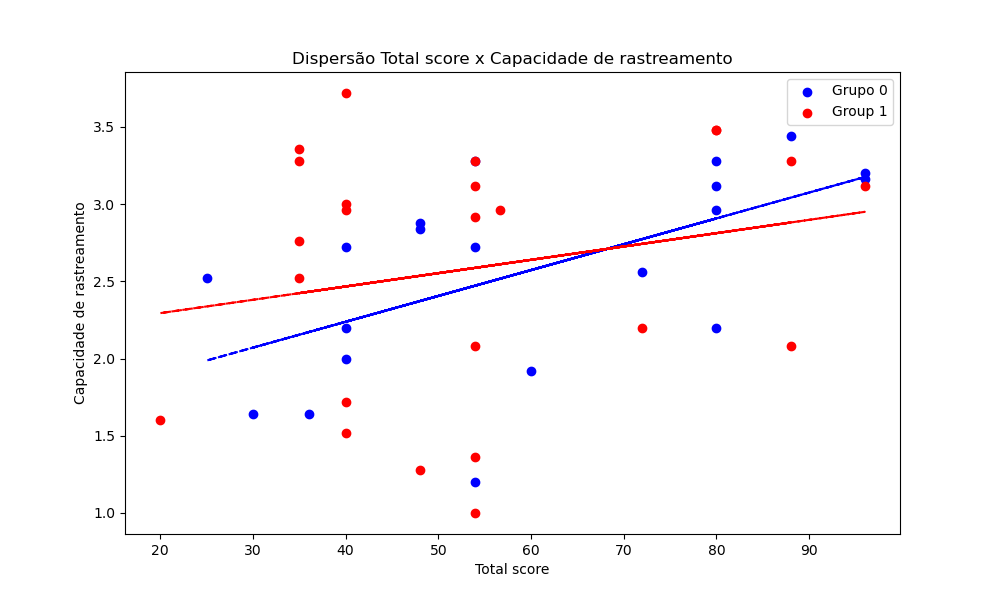 Dispersão Total score x Capacidade de rastreamento
Grupo 0
Group 1
Capacidade de rastreamento
3.5
3.0
2.5
2.0
1.5
1.0
20 30 40 50 60 70 80 90
Total score